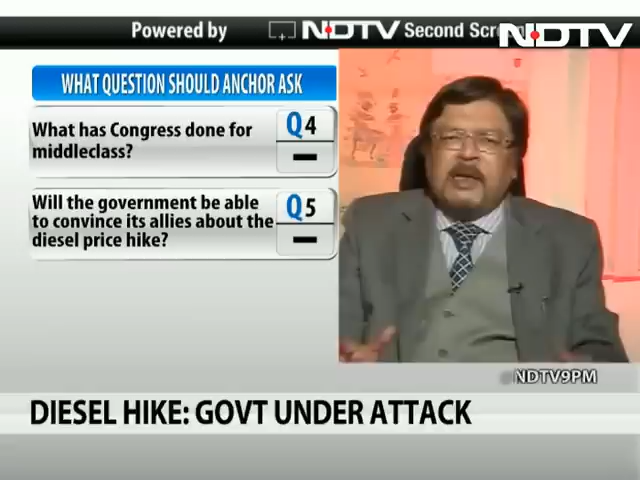 Powered by NDTV Second Scre
NDTV
WHAT QUESTION SHOULD ANCHOR ASK
What has Congress done for
middleclass?
Q4
Will the government be able
to convince its allies about the
diesel price hike?
Q5
@NDTV9PM
DIESEL HIKE: GOVT UNDER ATTACK